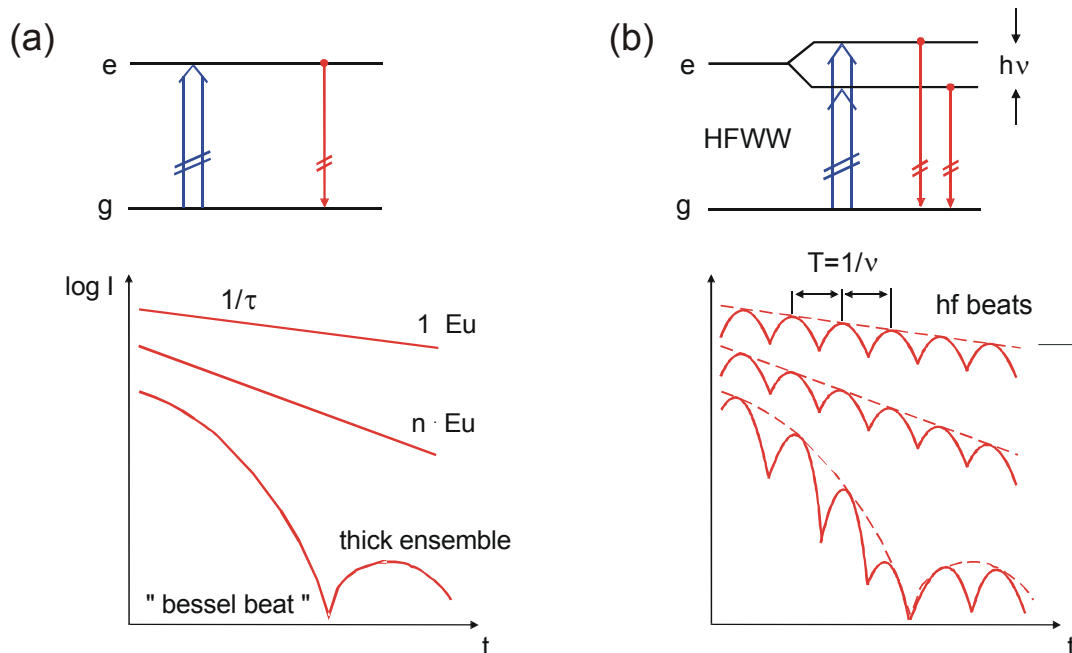 (a)
e
g
log I
1/τ
1 Eu
n · Eu
thick ensemble
" bessel beat "
t
(b)
e
hν
HFWW
g
T=1/ν
hf beats
t